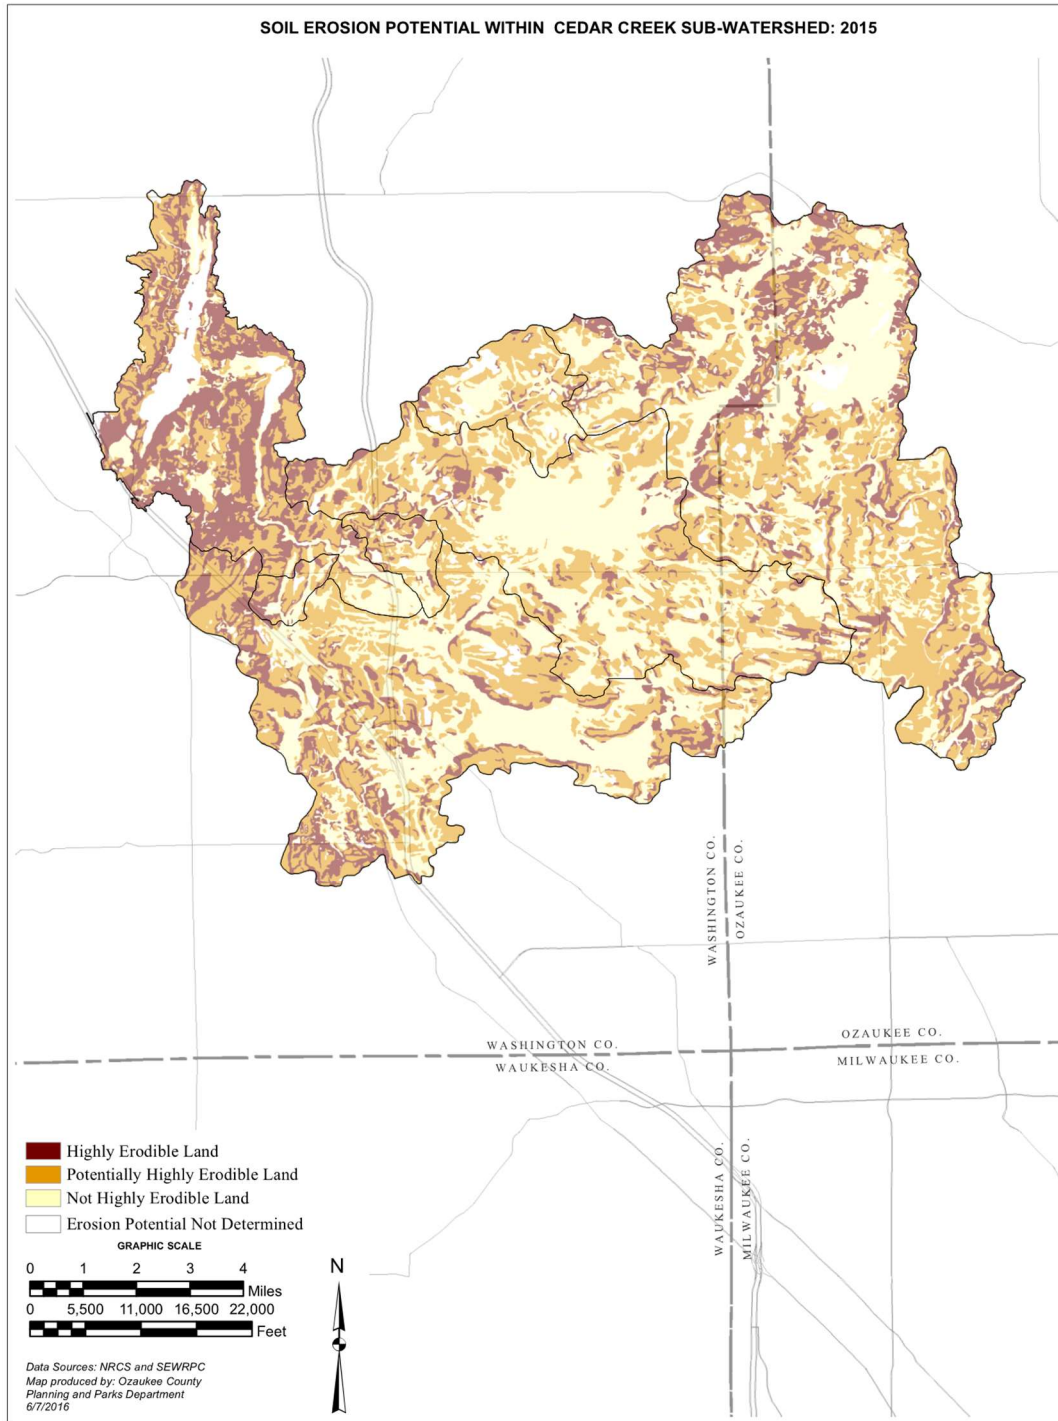 SOIL EROSION POTENTIAL WITHIN CEDAR CREEK SUB-WATERSHED: 2015
WASHINGTON CO.
OZAUKEE CO.
WASHINGTON CO.
WAUKESHA CO.
OZAUKEE CO.
MILWAUKEE CO.
WAUKESHA CO.
MILWAUKEE CO.
Highly Erodible Land
Potentially Highly Erodible Land
Not Highly Erodible Land
Erosion Potential Not Determined
GRAPHIC SCALE
0 1 2 3 4
Miles
0 5,500 11,000 16,500 22,000
Feet
N
Data Sources: NRCS and SEWRPC
Map produced by: Ozaukee County
Planning and Parks Department
6/7/2016